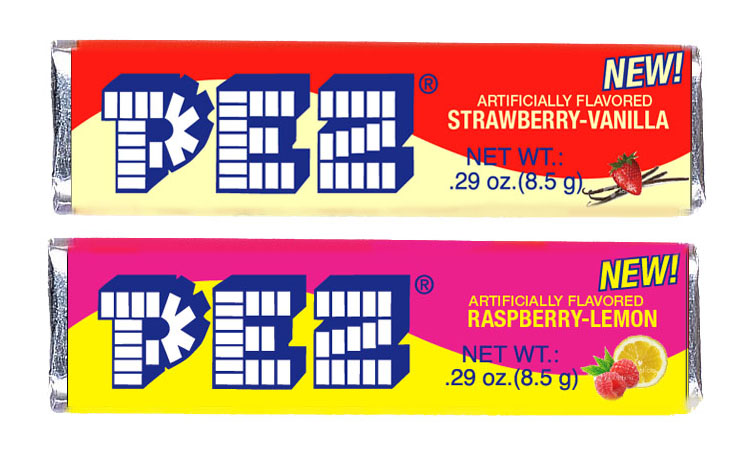 PEZ®
NEW!
ARTIFICIALLY FLAVORED
STRAWBERRY-VANILLA
NET WT.:
.29 oz.(8.5 g)
PEZ®
NEW!
ARTIFICIALLY FLAVORED
RASPBERRY-LEMON
NET WT.:
.29 oz.(8.5 g)